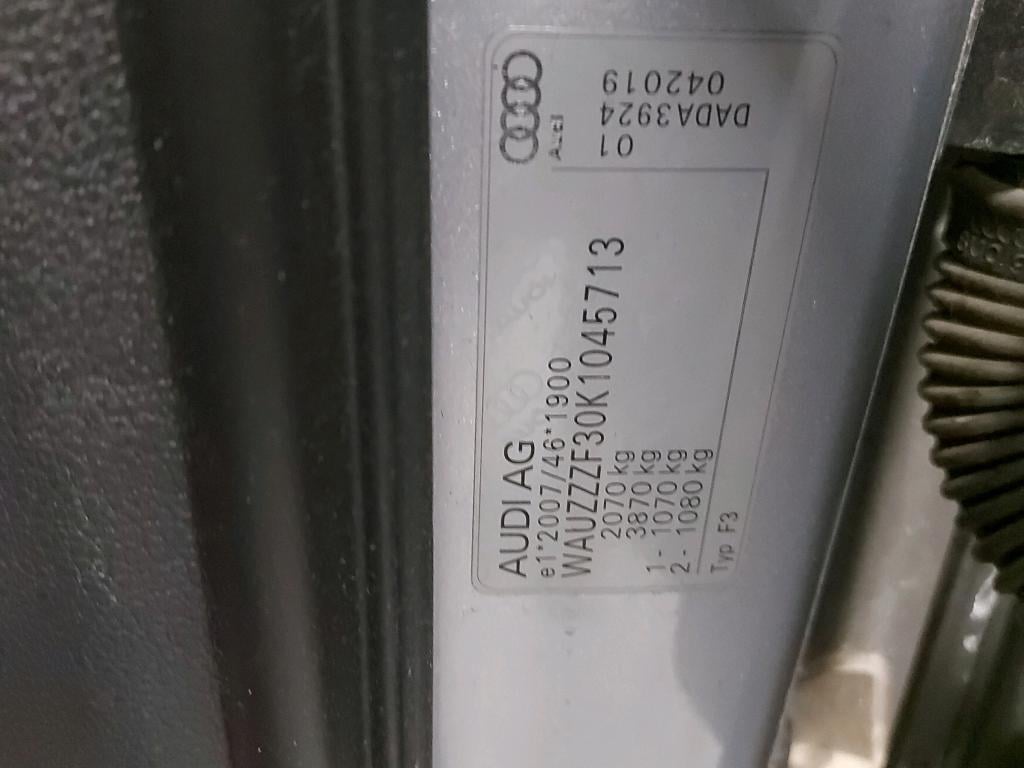 AUDI AG
e1*2007/46*1900
WAUZZZF30K1045713
2070 kg
3870 kg
1 - 1070 kg
2 - 1080 kg
Typ F3
Audi
01
DADA3924
042019